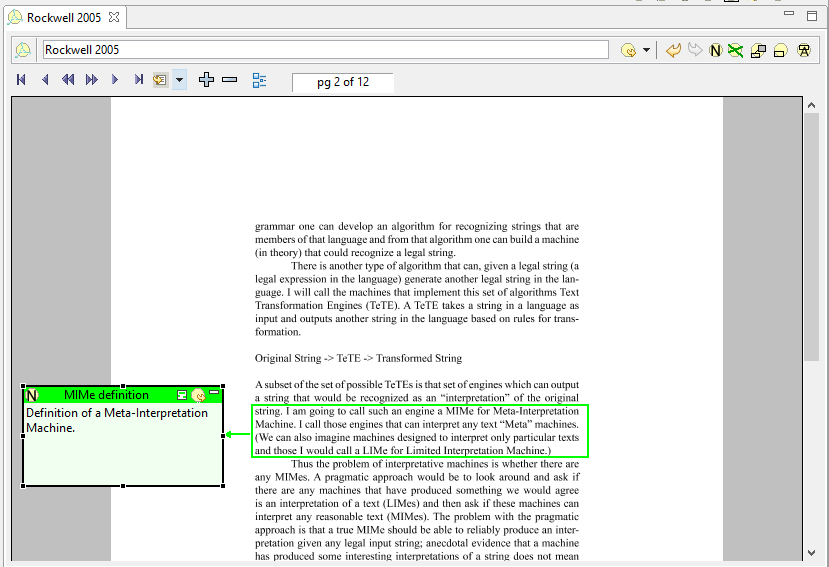 Rockwell 2005
Rockwell 2005
N
pg 2 of 12
grammar one can develop an algorithm for recognizing strings that are
members of that language and from that algorithm one can build a machine
(in theory) that could recognize a legal string.
There is another type of algorithm that can, given a legal string (a
legal expression in the language) generate another legal string in the lan-
guage. I will call the machines that implement this set of algorithms Text
Transformation Engines (TeTE). A TeTE takes a string in a language as
input and outputs another string in the language based on rules for trans-
formation.
Original String -> TeTE -> Transformed String
A subset of the set of possible TeTEs is that set of engines which can output
a string that would be recognized as an “interpretation” of the original
string. I am going to call such an engine a MIMe for Meta-Interpretation
Machine. I call those engines that can interpret any text “Meta” machines.
(We can also imagine machines designed to interpret only particular texts
and those I would call a LIMe for Limited Interpretation Machine.)
Thus the problem of interpretative machines is whether there are
any MIMes. A pragmatic approach would be to look around and ask if
there are any machines that have produced something we would agree
is an interpretation of a text (LIMes) and then ask if these machines can
interpret any reasonable text (MIMes). The problem with the pragmatic
approach is that a true MIMe should be able to reliably produce an inter-
pretation given any legal input string; anecdotal evidence that a machine
has produced some interesting interpretations of a string does not mean
N MIMe definition
Definition of a Meta-Interpretation
Machine.